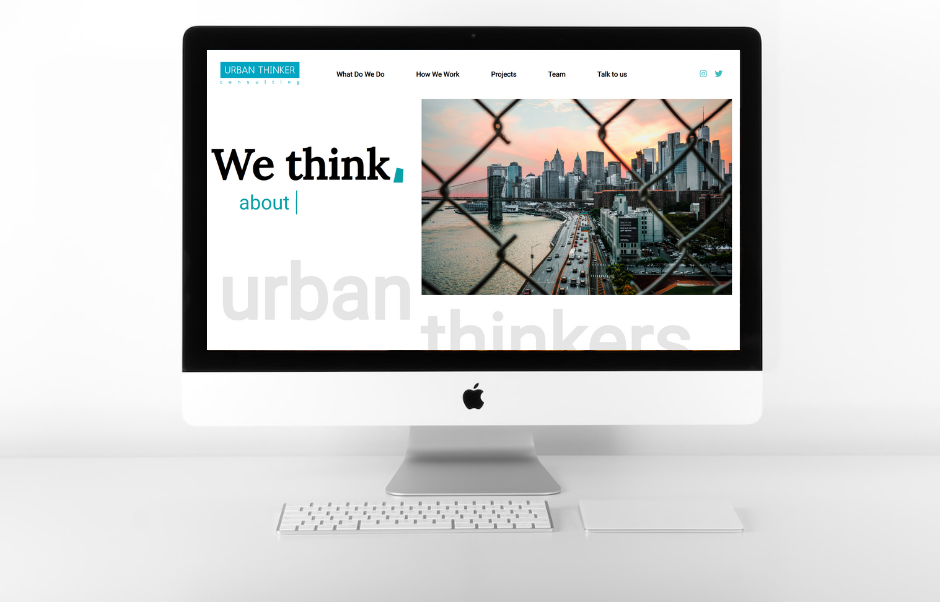 URBAN THINKER
consulting
What Do We Do
How We Work
Projects
Team
Talk to us
We think
about
urban
thinkers